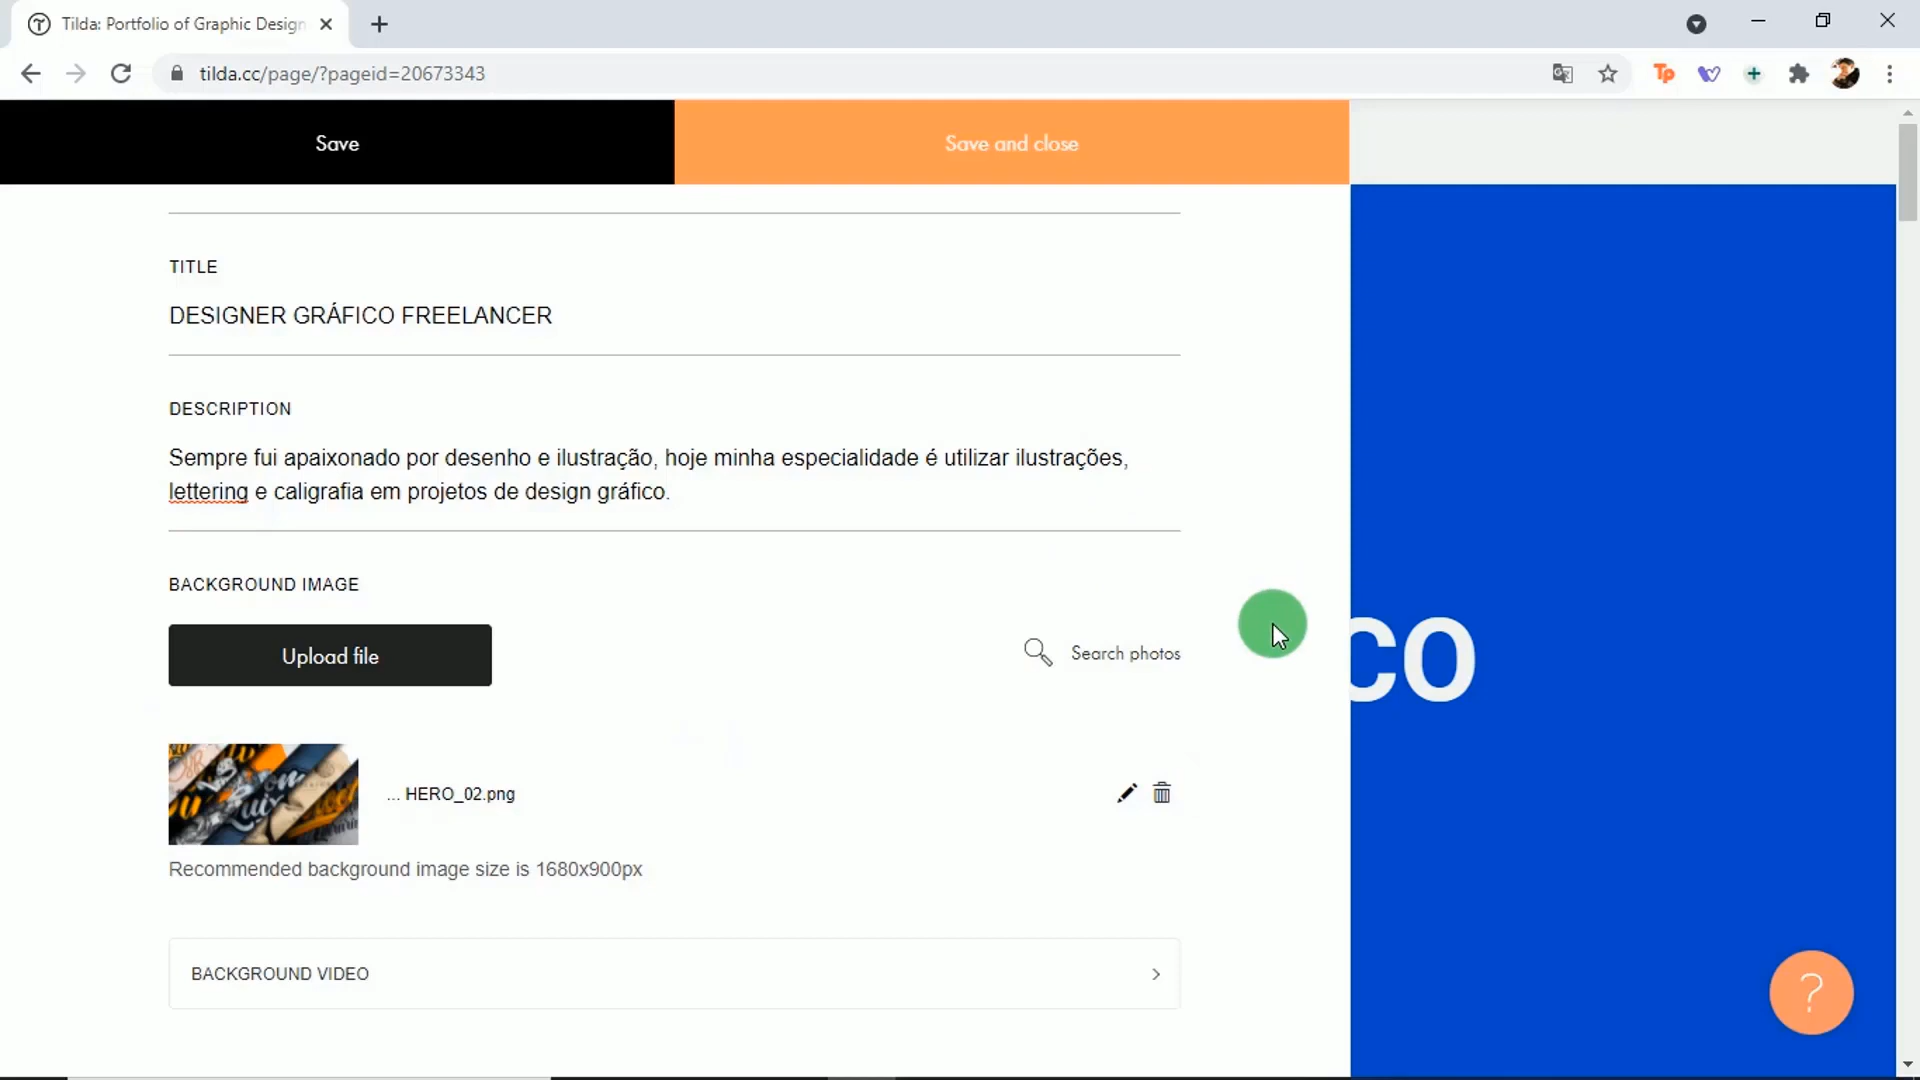 Tilda: Portfolio of Graphic Design
tilda.cc/page/?pageid=20673343
Tp
Save
Save and close
TITLE
DESIGNER GRÁFICO FREELANCER
DESCRIPTION
Sempre fui apaixonado por desenho e ilustração, hoje minha especialidade é utilizar ilustrações,
lettering e caligrafia em projetos de design gráfico.
BACKGROUND IMAGE
Upload file
Search photos
CO
... HERO_02.png
Recommended background image size is 1680x900px
BACKGROUND VIDEO
?